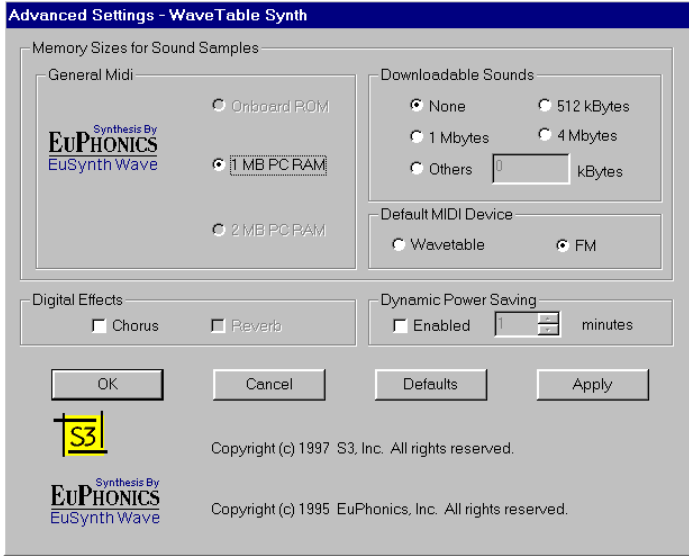 Advanced Settings - WaveTable Synth
Memory Sizes for Sound Samples
General Midi
Synthesis By
EUPHONICS
EuSynth Wave
Onboard ROM
1 MB PC RAM
2 MB PC RAM
Downloadable Sounds
None
512 kBytes
1 Mbytes
4 Mbytes
Others
0
kBytes
Default MIDI Device
Wavetable
FM
Digital Effects
Chorus
Reverb
Dynamic Power Saving
Enabled
1
minutes
OK
Cancel
Defaults
Apply
S3
Copyright (c) 1997 S3, Inc. All rights reserved.
Synthesis By
EUPHONICS
EuSynth Wave
Copyright (c) 1995 EuPhonics, Inc. All rights reserved.